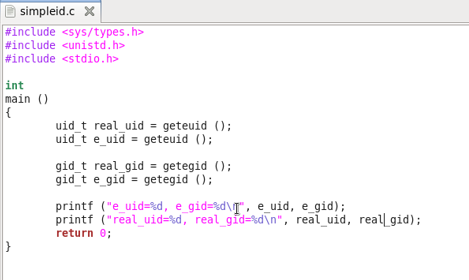 simpleid.c
#include <sys/types.h>
#include <unistd.h>
#include <stdio.h>
int
main ()
{
uid_t real_uid = geteuid ();
uid_t e_uid = geteuid ();
gid_t real_gid = getegid ();
gid_t e_gid = getegid ();
printf ("e_uid=%d, e_gid=%d\n", e_uid, e_gid);
printf ("real_uid=%d, real_gid=%d\n", real_uid, real_gid);
return 0;
}